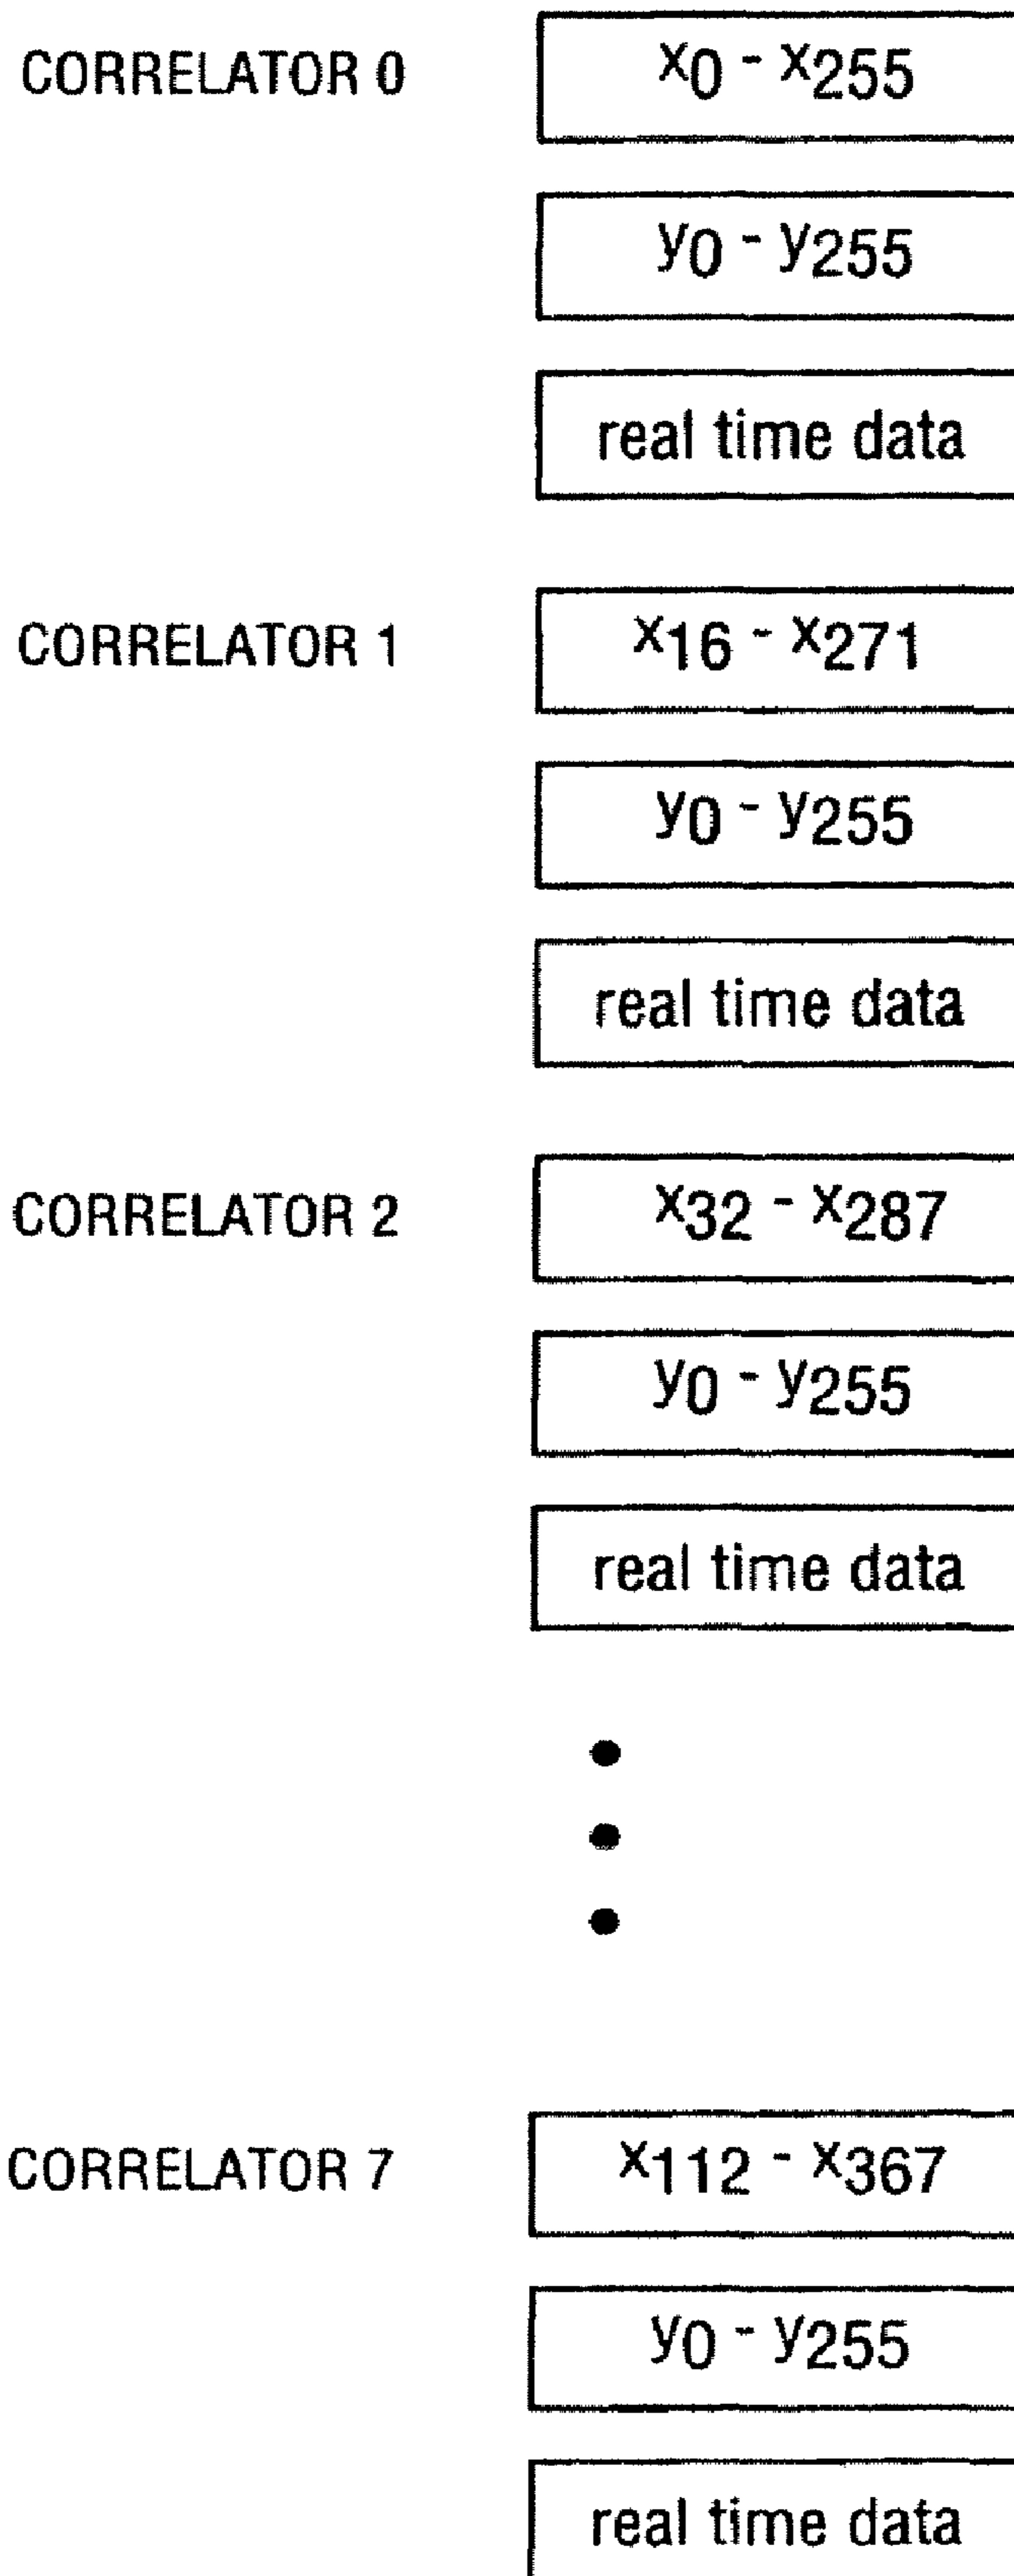 CORRELATOR 0 x0 - x255
y0 - y255
real time data
CORRELATOR 1 x16 - x271
y0 - y255
real time data
CORRELATOR 2 x32 - x287
y0 - y255
real time data
CORRELATOR 7 x112 - x367
y0 - y255
real time data